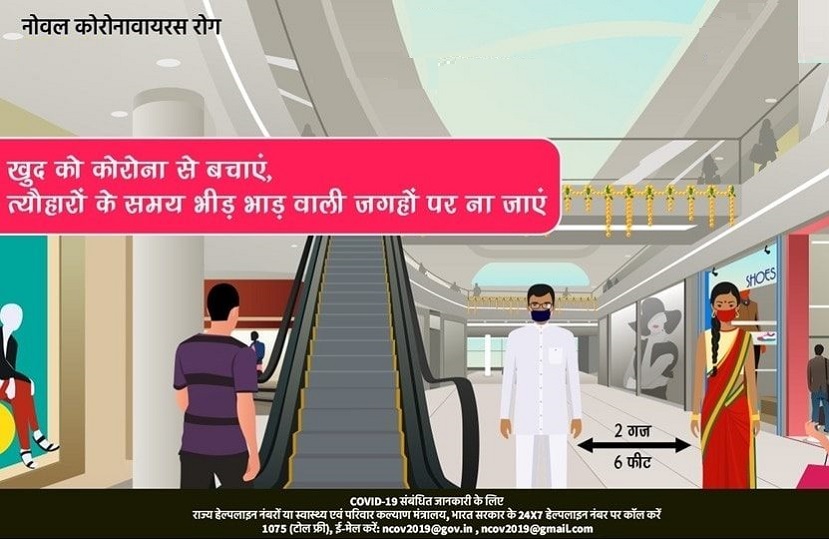 नोवल कोरोनावायरस रोग
खुद को कोरोना से बचाएं,
त्यौहारों के समय भीड़ भाड़ वाली जगहों पर ना जाएं
SHOES
2 गज
6 फीट
COVID-19 संबंधित जानकारी के लिए
राज्य हेल्पलाइन नंबरों या स्वास्थ्य एवं परिवार कल्याण मंत्रालय, भारत सरकार के 24X7 हेल्पलाइन नंबर पर कॉल करें
1075 (टोल फ्री), ई-मेल करें: ncov2019@gov.in , ncov2019@gmail.com